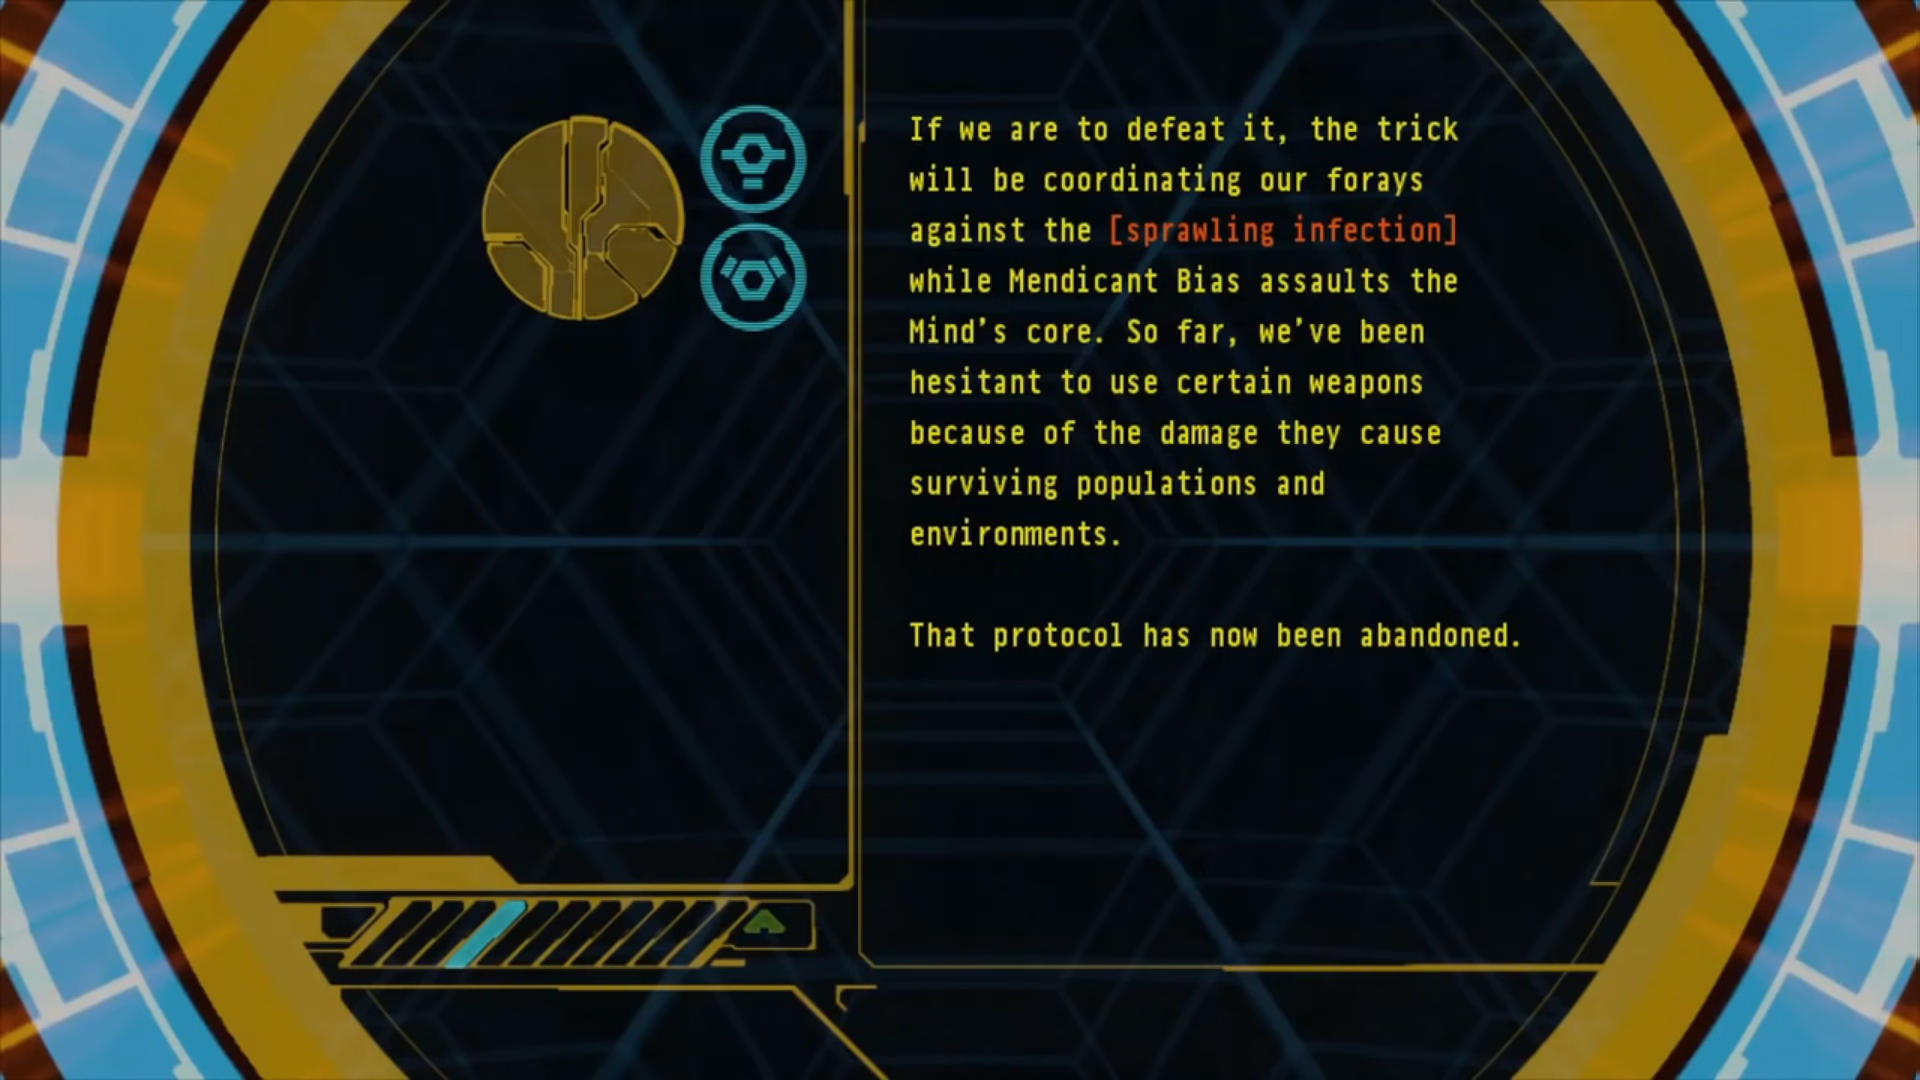 If we are to defeat it, the trick
will be coordinating our forays
against the [sprawling infection]
while Mendicant Bias assaults the
Mind's core. So far, we've been
hesitant to use certain weapons
because of the damage they cause
surviving populations and
environments.
That protocol has now been abandoned.